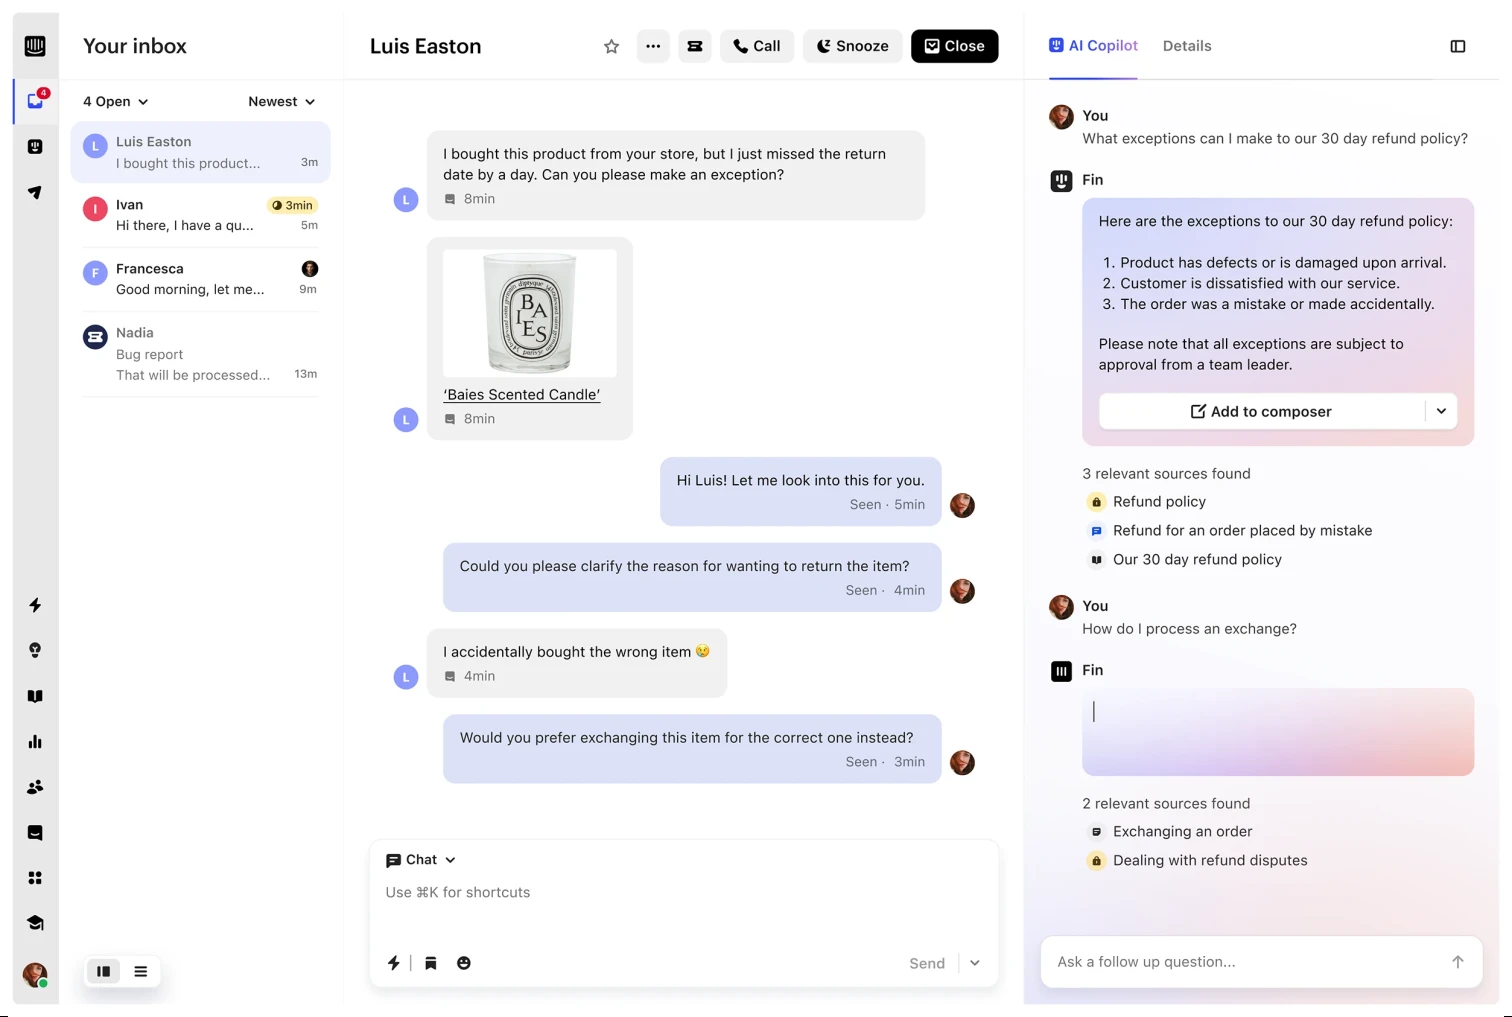 Your inbox
4
4 Open
Newest
L
Luis Easton
I bought this product...
3m
I
Ivan
3min
Hi there, I have a qu...
5m
F
Francesca
Good morning, let me...
9m
Nadia
Bug report
That will be processed...
13m
Luis Easton
Call
Snooze
Close
I bought this product from your store, but I just missed the return
date by a day. Can you please make an exception?
8min
L
BAIES
‘Baies Scented Candle’
8min
L
Hi Luis! Let me look into this for you.
Seen · 5min
Could you please clarify the reason for wanting to return the item?
Seen · 4min
I accidentally bought the wrong item 😢
4min
L
Would you prefer exchanging this item for the correct one instead?
Seen · 3min
Chat
Use ⌘K for shortcuts
Send
AI Copilot
Details
You
What exceptions can I make to our 30 day refund policy?
Fin
Here are the exceptions to our 30 day refund policy:
1. Product has defects or is damaged upon arrival.
2. Customer is dissatisfied with our service.
3. The order was a mistake or made accidentally.
Please note that all exceptions are subject to
approval from a team leader.
Add to composer
3 relevant sources found
Refund policy
Refund for an order placed by mistake
Our 30 day refund policy
You
How do I process an exchange?
Fin
2 relevant sources found
Exchanging an order
Dealing with refund disputes
Ask a follow up question...